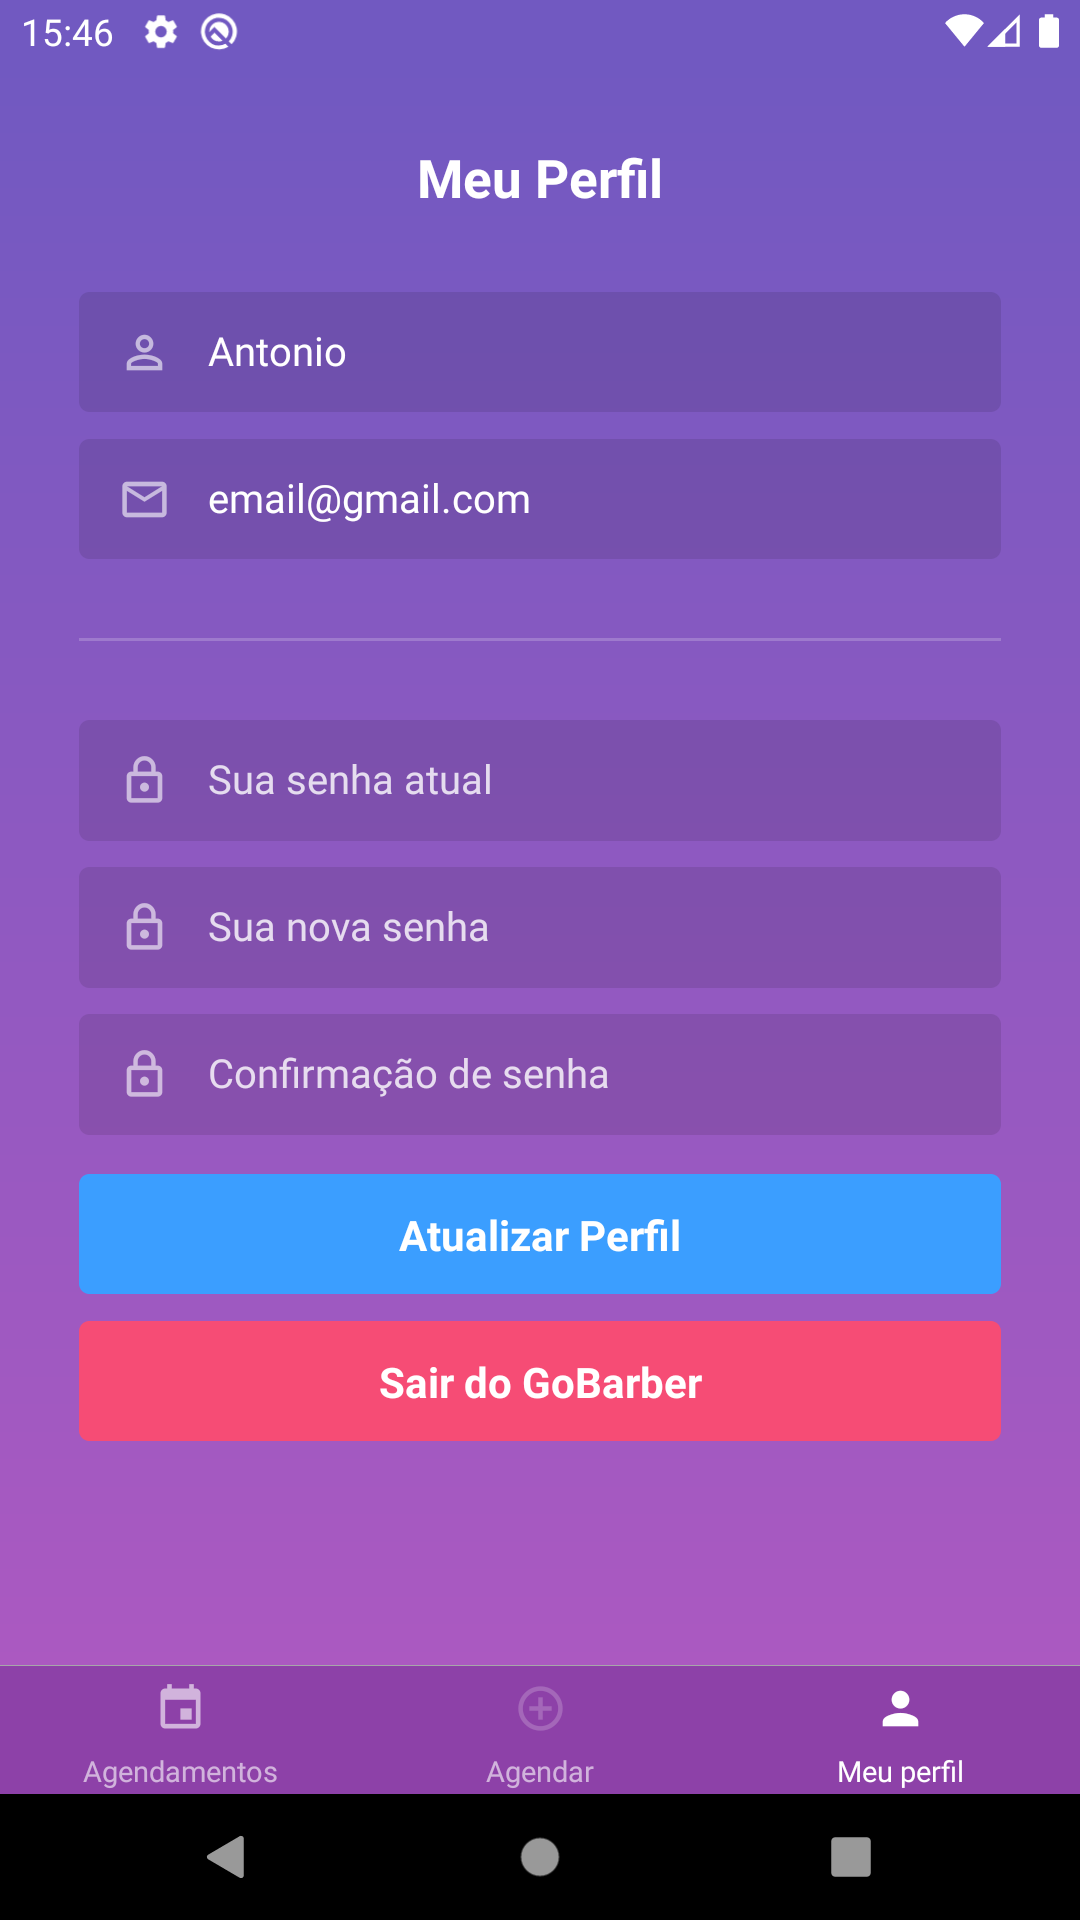 15:46
Meu Perfil
Antonio
email@gmail.com
Sua senha atual
Sua nova senha
Confirmação de senha
Atualizar Perfil
Sair do GoBarber
Agendamentos
Agendar
Meu perfil